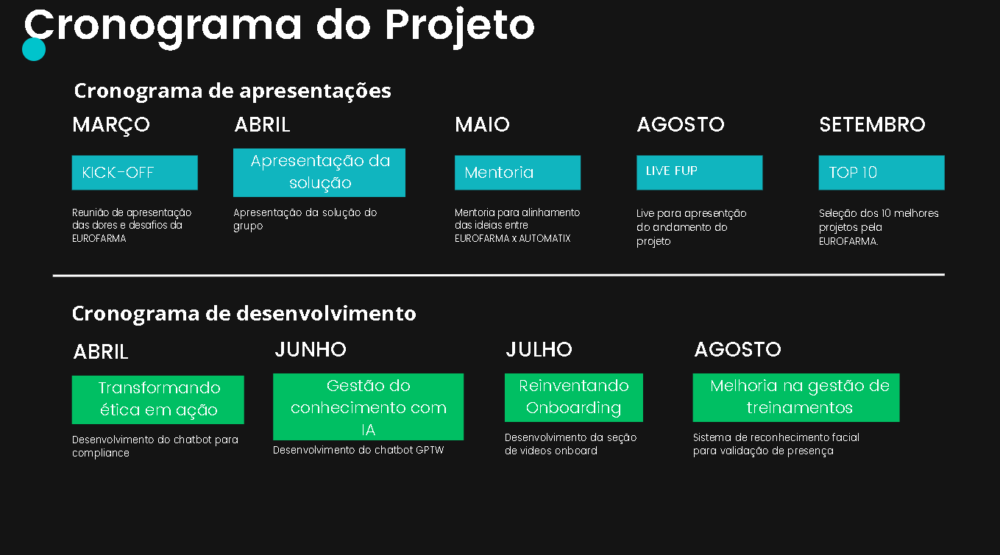 Cronograma do Projeto
Cronograma de apresentações
MARÇO
KICK-OFF
Reunião de apresentação
das dores e desafios da
EUROFARMA
ABRIL
Apresentação da
solução
Apresentação da solução do
grupo
MAIO
Mentoria
Mentoria para alinhamento
das ideias entre
EUROFARMA x AUTOMATIX
AGOSTO
LIVE FUP
Live para apresentção
do andamento do
projeto
SETEMBRO
TOP 10
Seleção dos 10 melhores
projetos pela
EUROFARMA.
Cronograma de desenvolvimento
ABRIL
Transformando
ética em ação
Desenvolvimento do chatbot para
compliance
JUNHO
Gestão do
conhecimento com
IA
Desenvolvimento do chatbot GPTW
JULHO
Reinventando
Onboarding
Desenvolvimento da seção
de videos onboard
AGOSTO
Melhoria na gestão de
treinamentos
Sistema de reconhecimento facial
para validação de presença